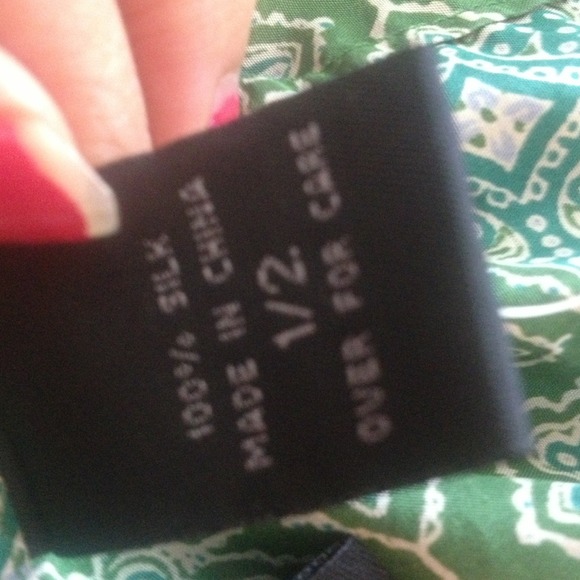 100% SILK
MADE IN CHINA
1/2
OVER FOR CARE